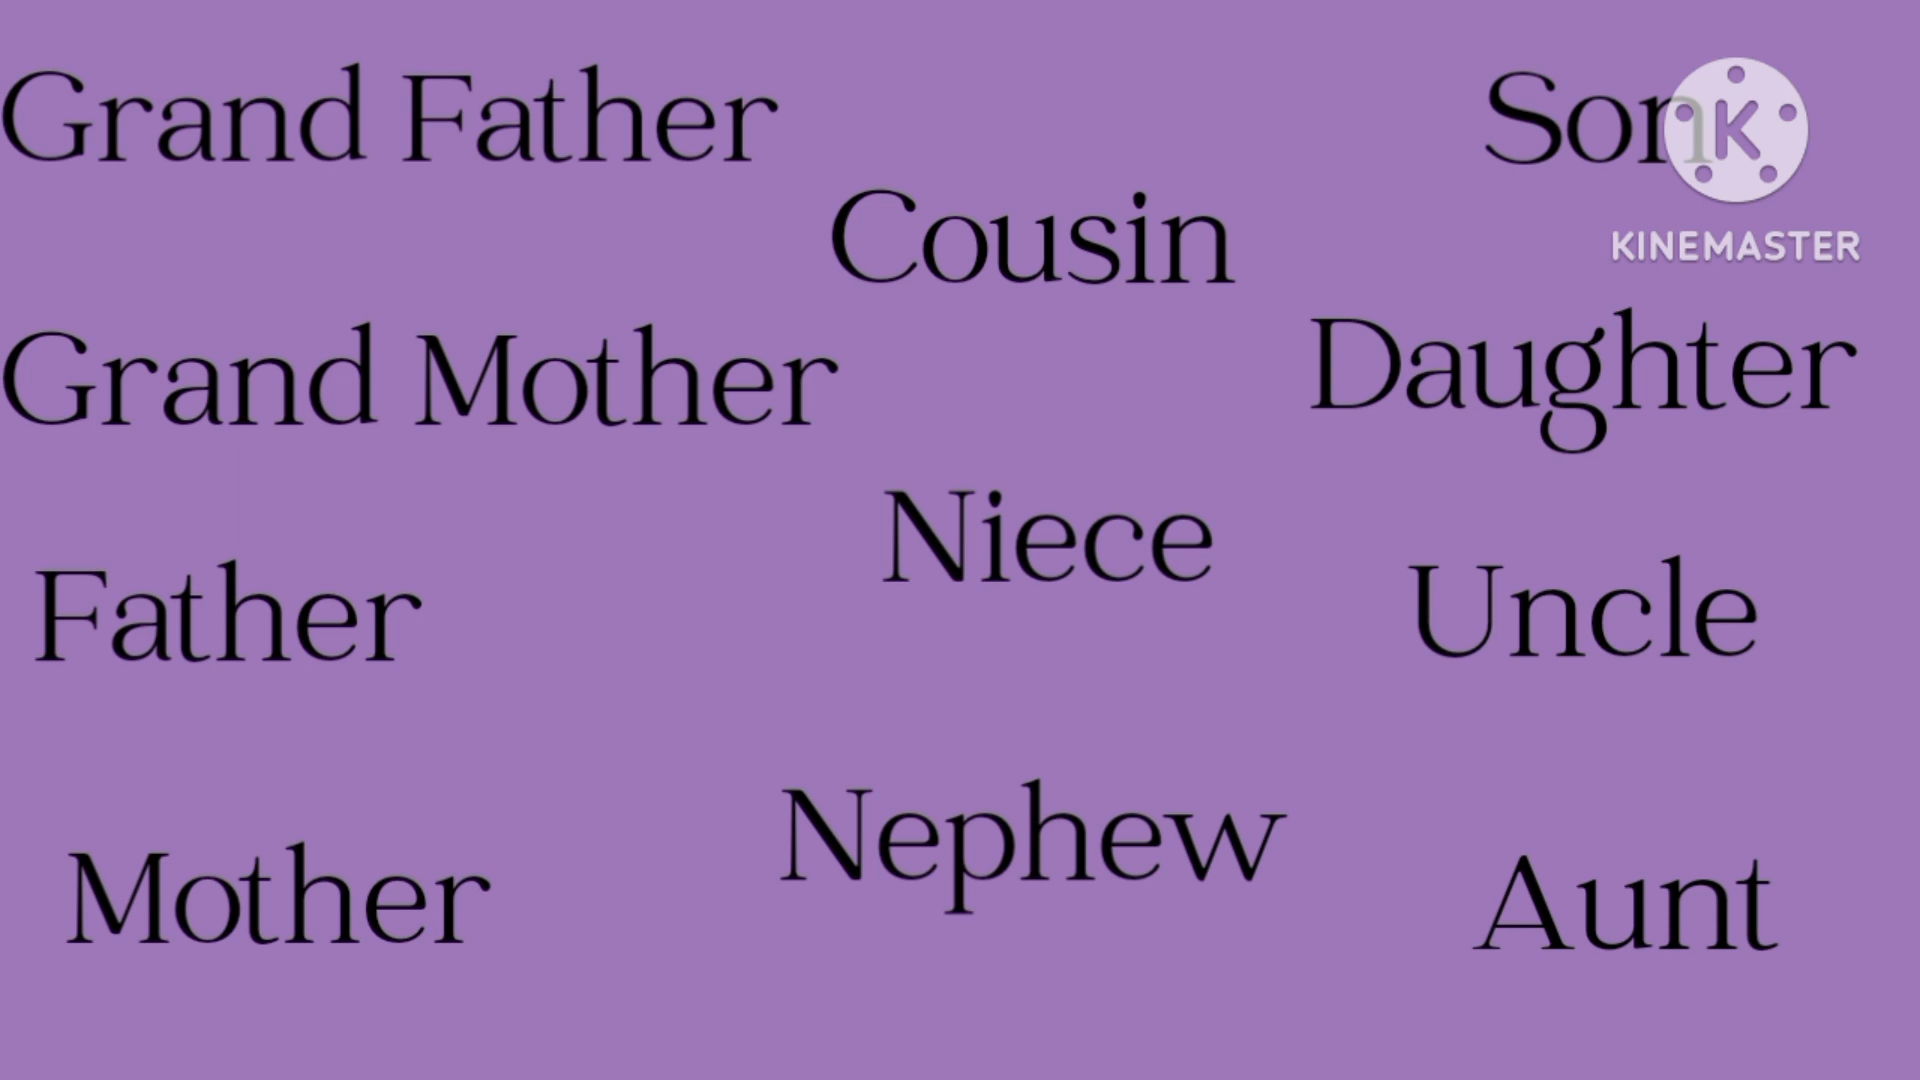 Grand Father
Son
K
KINEMASTER
Cousin
Grand Mother
Daughter
Niece
Father
Uncle
Nephew
Mother
Aunt